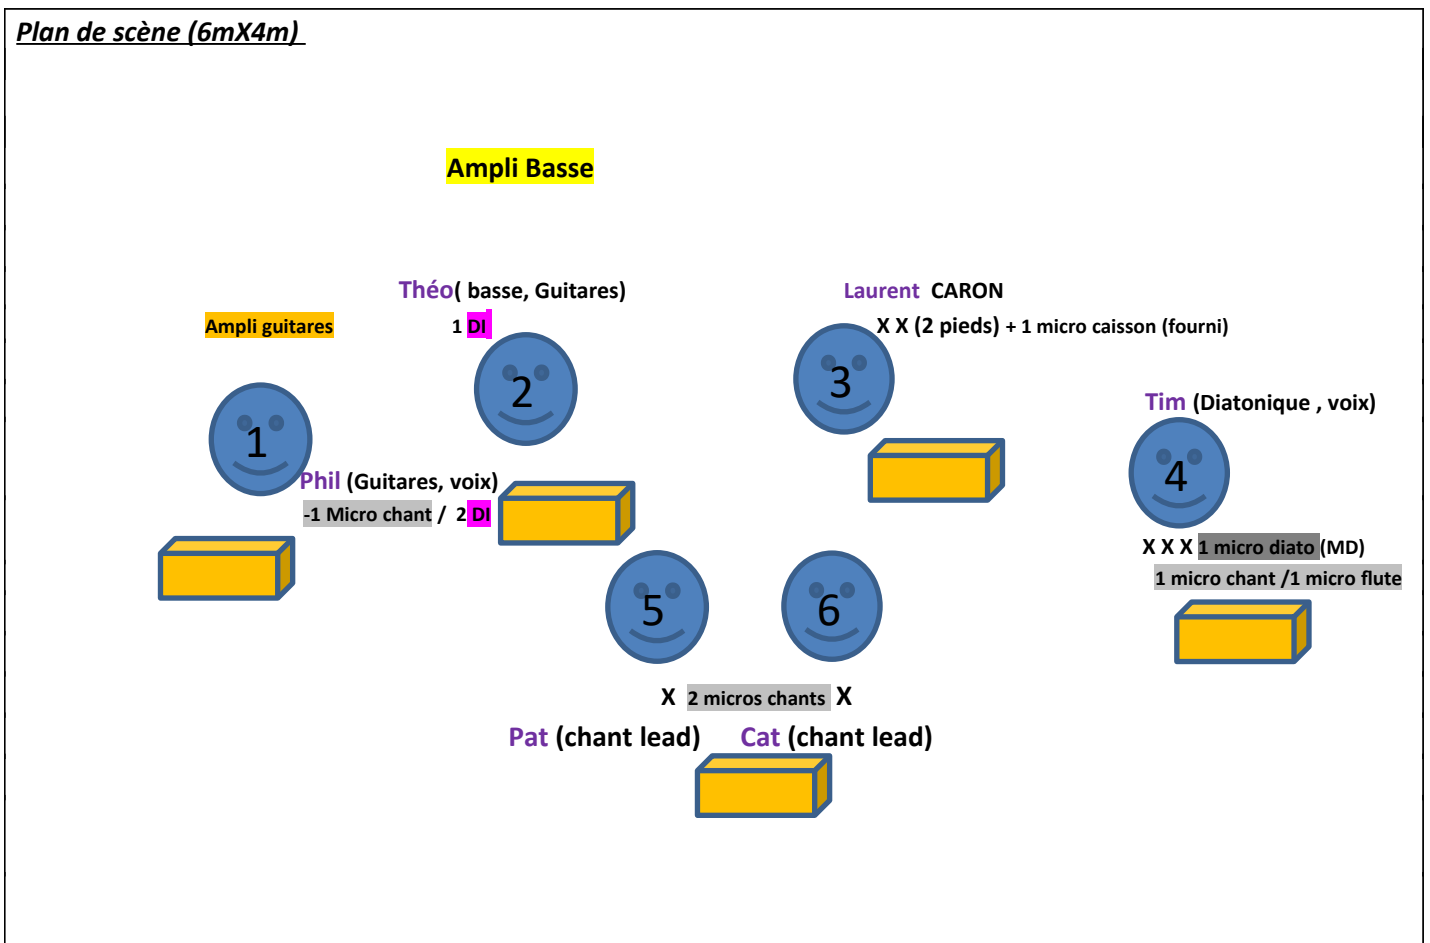 Plan de scène (6mX4m)
Ampli Basse
Théo( basse, Guitares)
Laurent CARON
Ampli guitares
1 DI
X X (2 pieds) + 1 micro caisson (fourni)
2
3
1
Tim (Diatonique , voix)
4
Phil (Guitares, voix)
-1 Micro chant / 2 DI
X X X 1 micro diato (MD)
1 micro chant /1 micro flute
5
6
X 2 micros chants X
Pat (chant lead) Cat (chant lead)